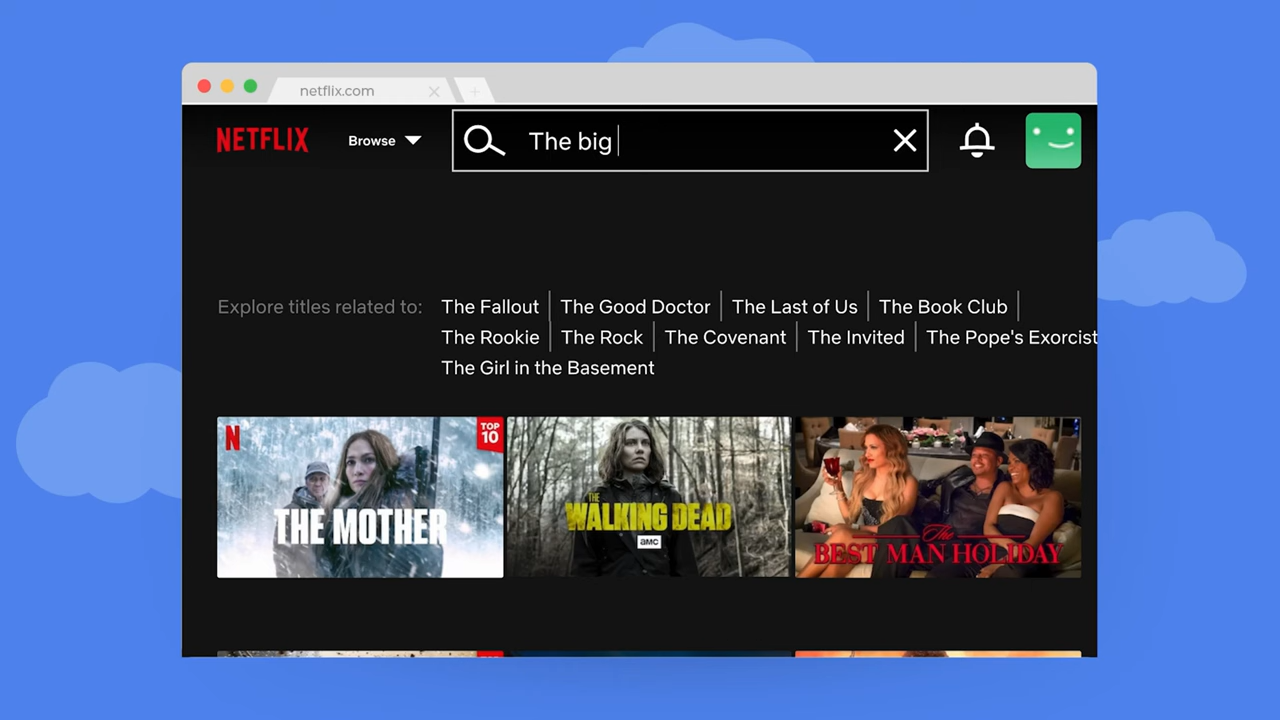 netflix.com
NETFLIX
Browse
The big
Explore titles related to:
The Fallout
The Good Doctor
The Last of Us
The Book Club
The Rookie
The Rock
The Covenant
The Invited
The Pope's Exorcist
The Girl in the Basement
N
TOP
10
THE MOTHER
THE
WALKING DEAD
aMC
The
BEST MAN HOLIDAY